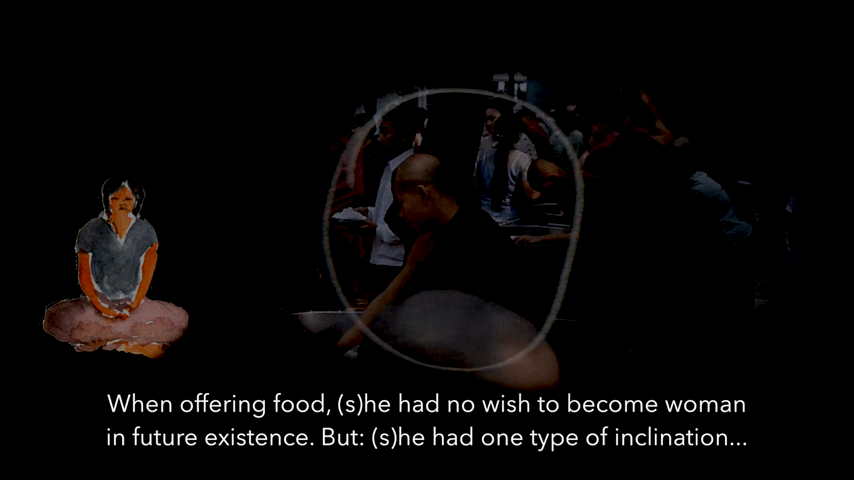 When offering food, (s)he had no wish to become woman
in future existence. But: (s)he had one type of inclination...